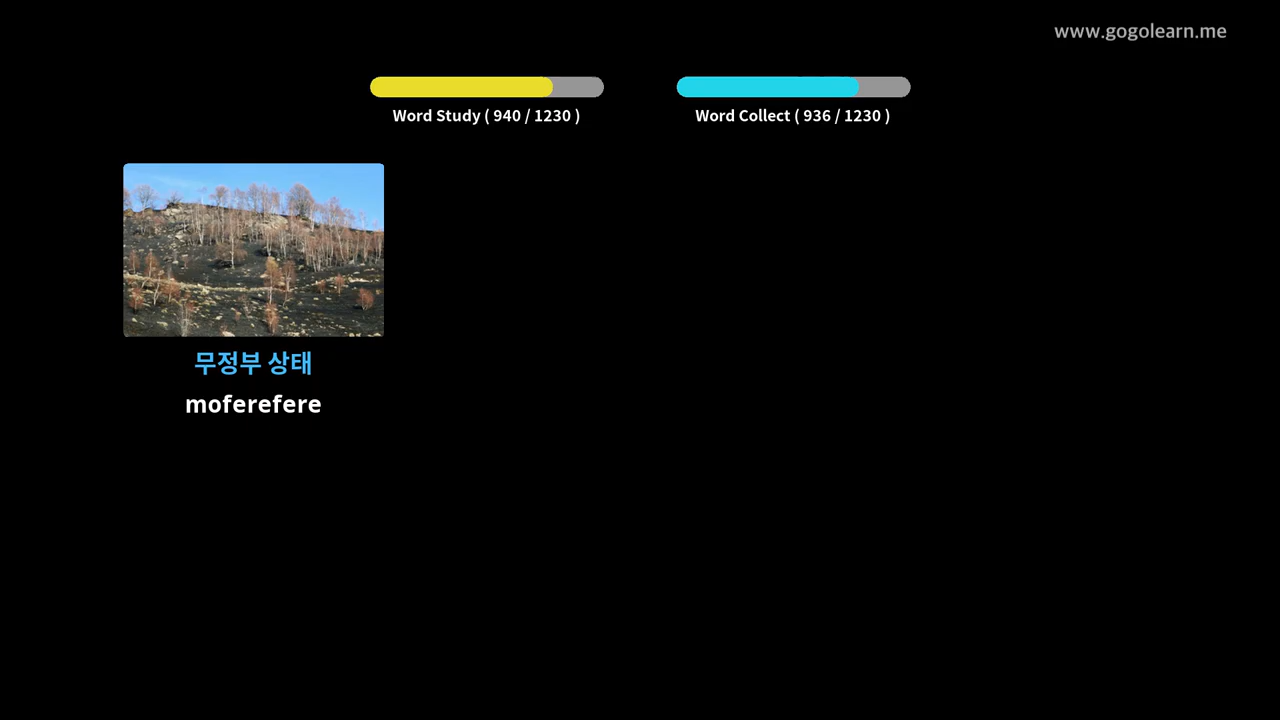 www.gogolearn.me
Word Study ( 940 / 1230 )
Word Collect ( 936 / 1230 )
무정부 상태
moferefere